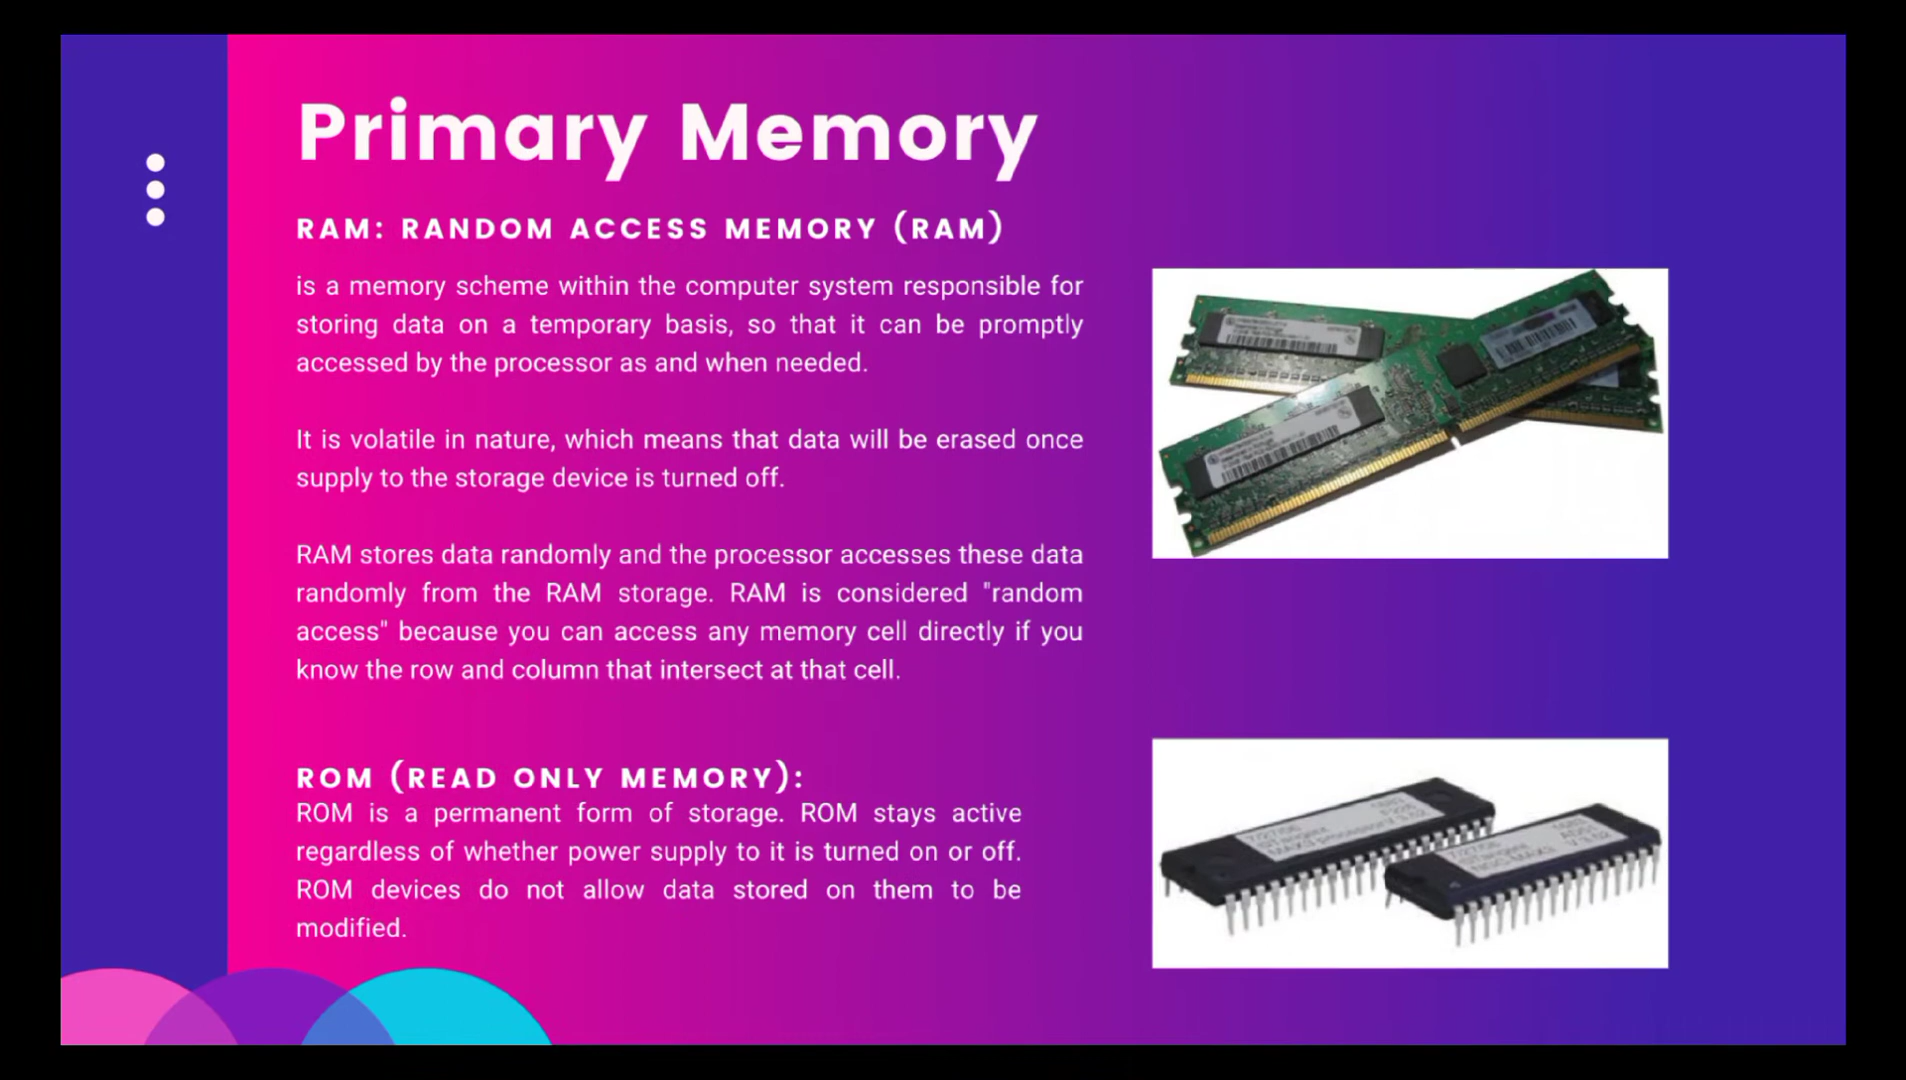 Primary Memory
RAM: RANDOM ACCESS MEMORY (RAM)
is a memory scheme within the computer system responsible for
storing data on a temporary basis, so that it can be promptly
accessed by the processor as and when needed.
It is volatile in nature, which means that data will be erased once
supply to the storage device is turned off.
RAM stores data randomly and the processor accesses these data
randomly from the RAM storage. RAM is considered "random
access" because you can access any memory cell directly if you
know the row and column that intersect at that cell.
ROM (READ ONLY MEMORY):
ROM is a permanent form of storage. ROM stays active
regardless of whether power supply to it is turned on or off.
ROM devices do not allow data stored on them to be
modified.